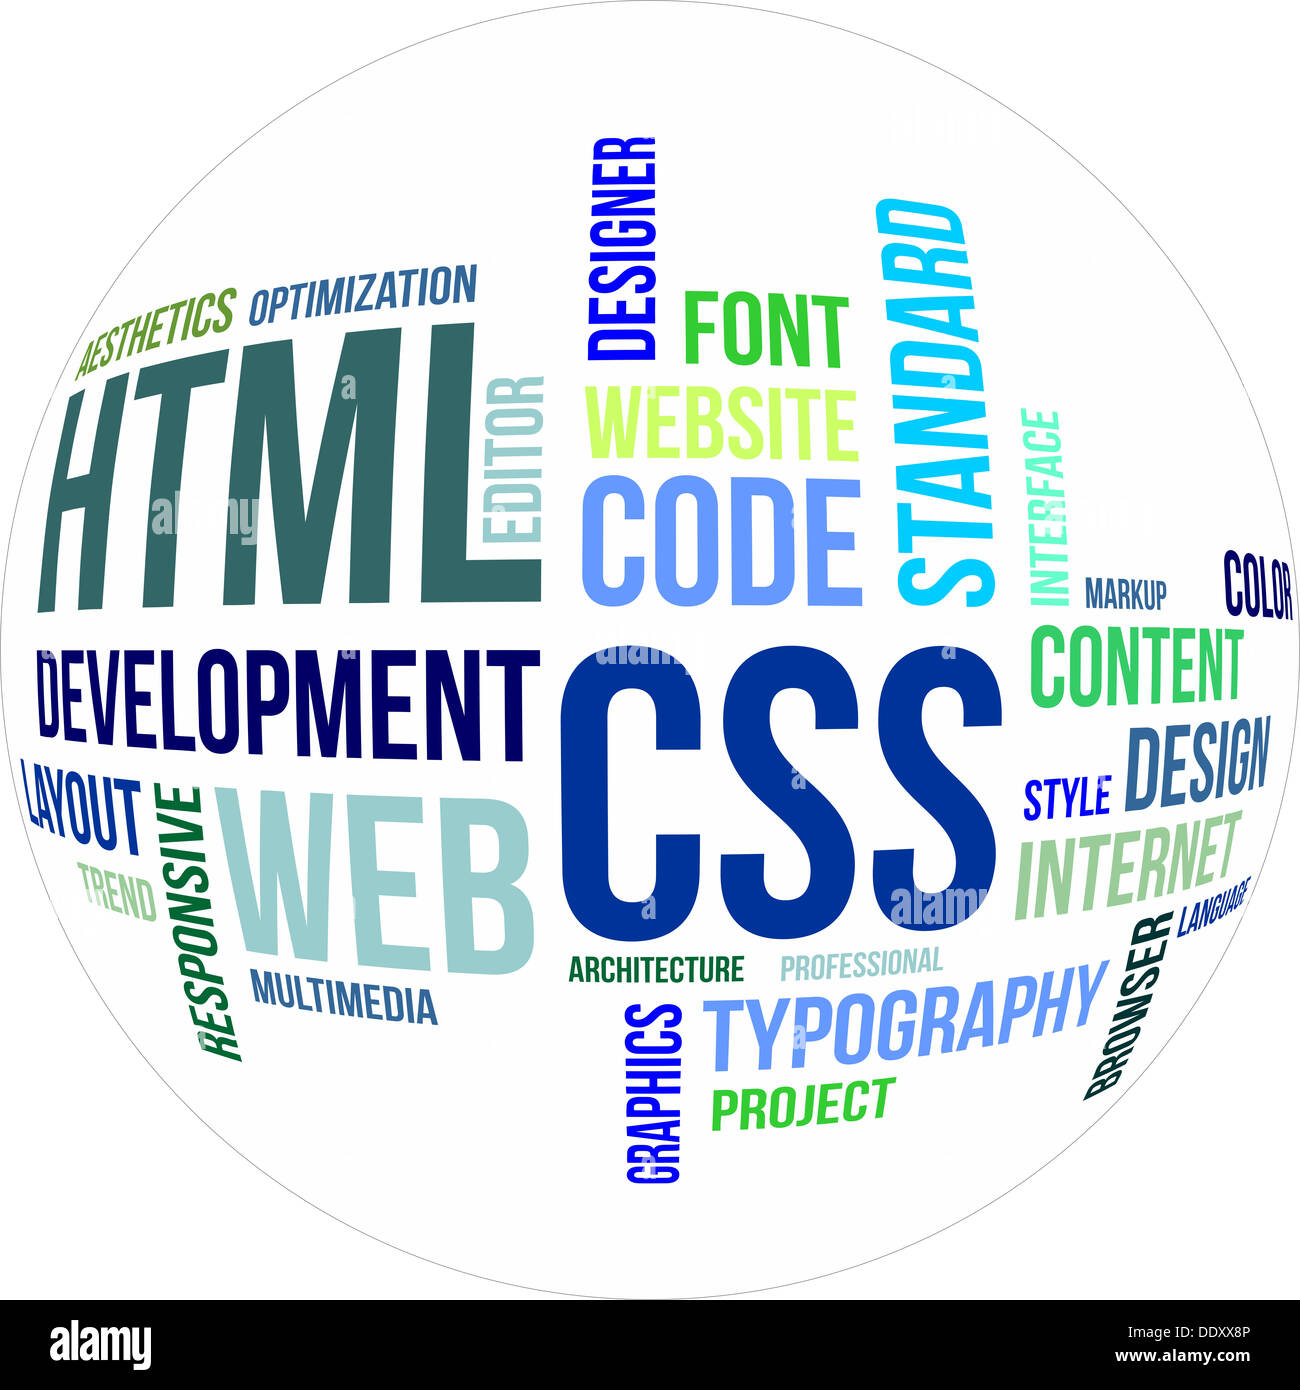 DESIGNER
STANDARD
AESTHETICS
OPTIMIZATION
FONT
HTML
EDITOR
WEBSITE
INTERFACE
CODE
MARKUP
COLOR
DEVELOPMENT
CSS
CONTENT
LAYOUT
RESPONSIVE
WEB
STYLE
DESIGN
TREND
INTERNET
LANGUAGE
MULTIMEDIA
ARCHITECTURE
PROFESSIONAL
BROWSER
GRAPHICS
TYPOGRAPHY
PROJECT
alamy
Image ID: DDXX8P
www.alamy.com